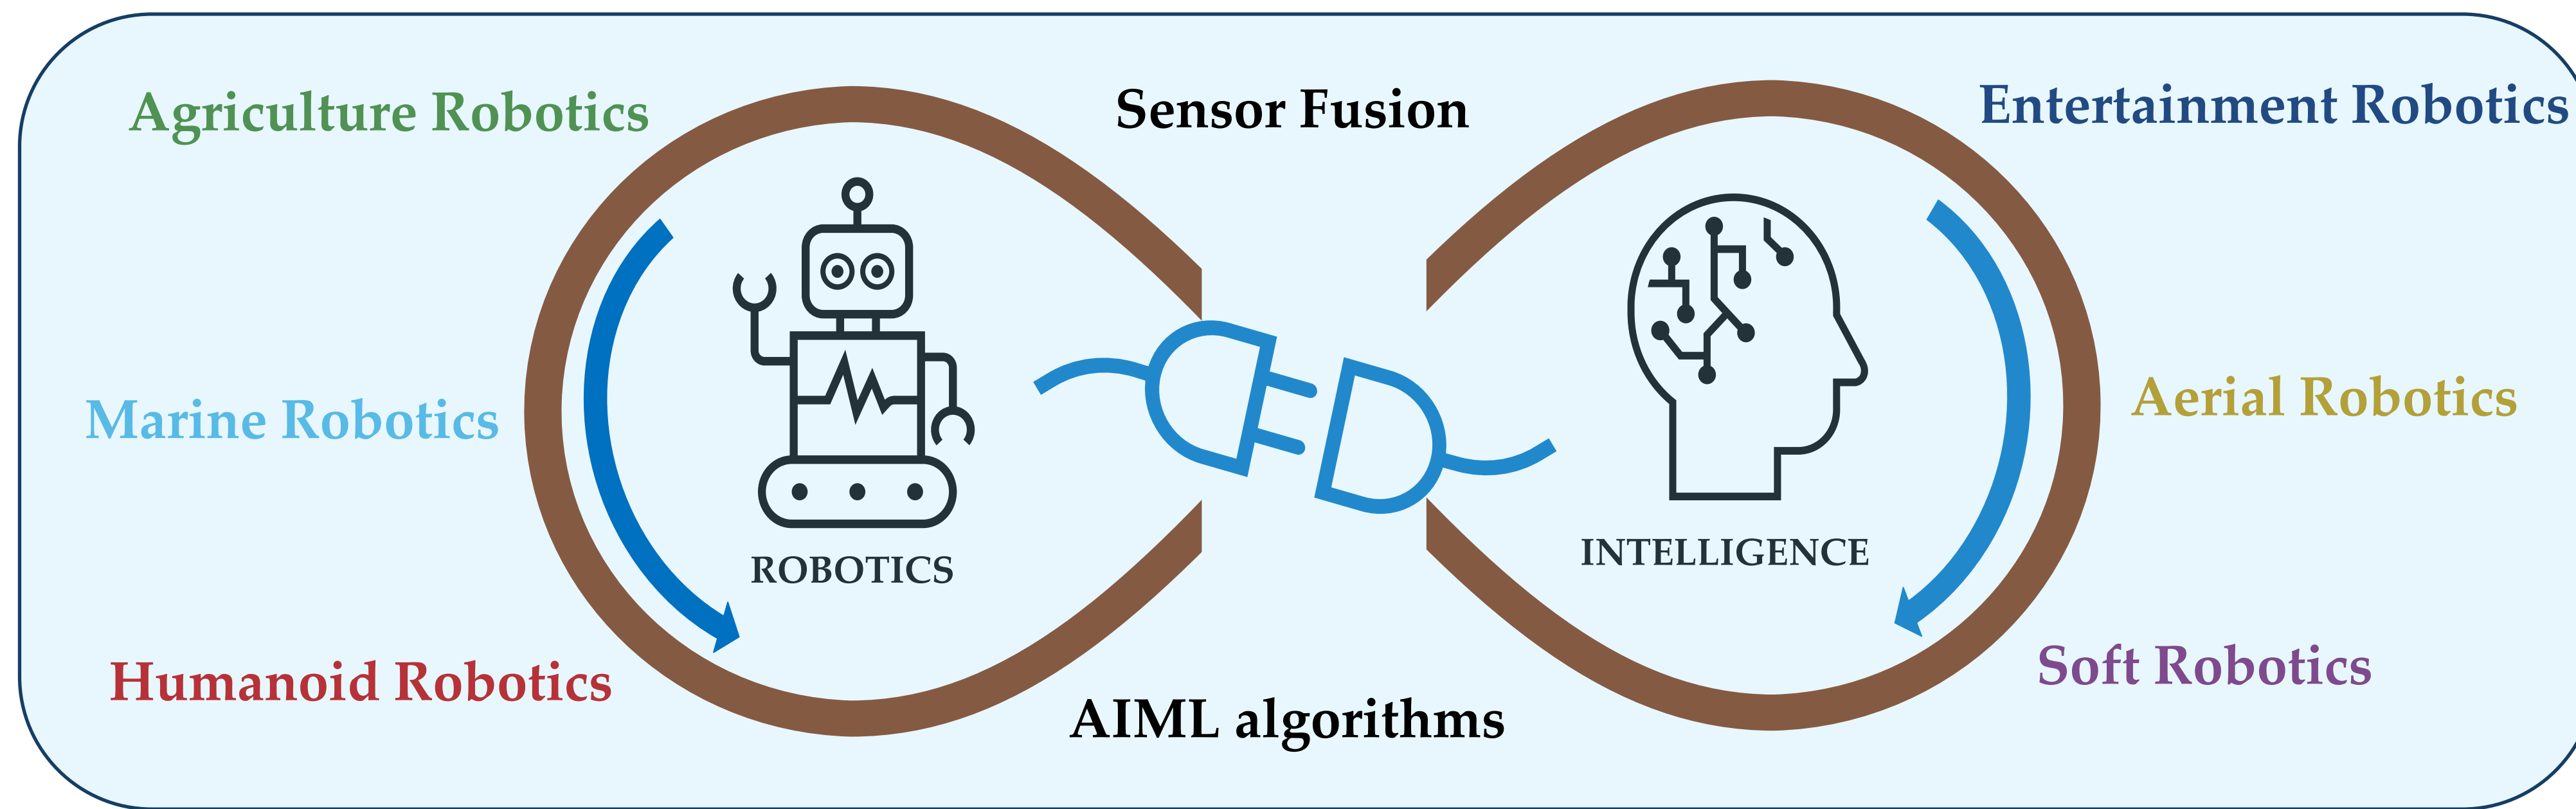 Agriculture Robotics
Sensor Fusion
Entertainment Robotics
Marine Robotics
Aerial Robotics
ROBOTICS
INTELLIGENCE
Humanoid Robotics
Soft Robotics
AIML algorithms